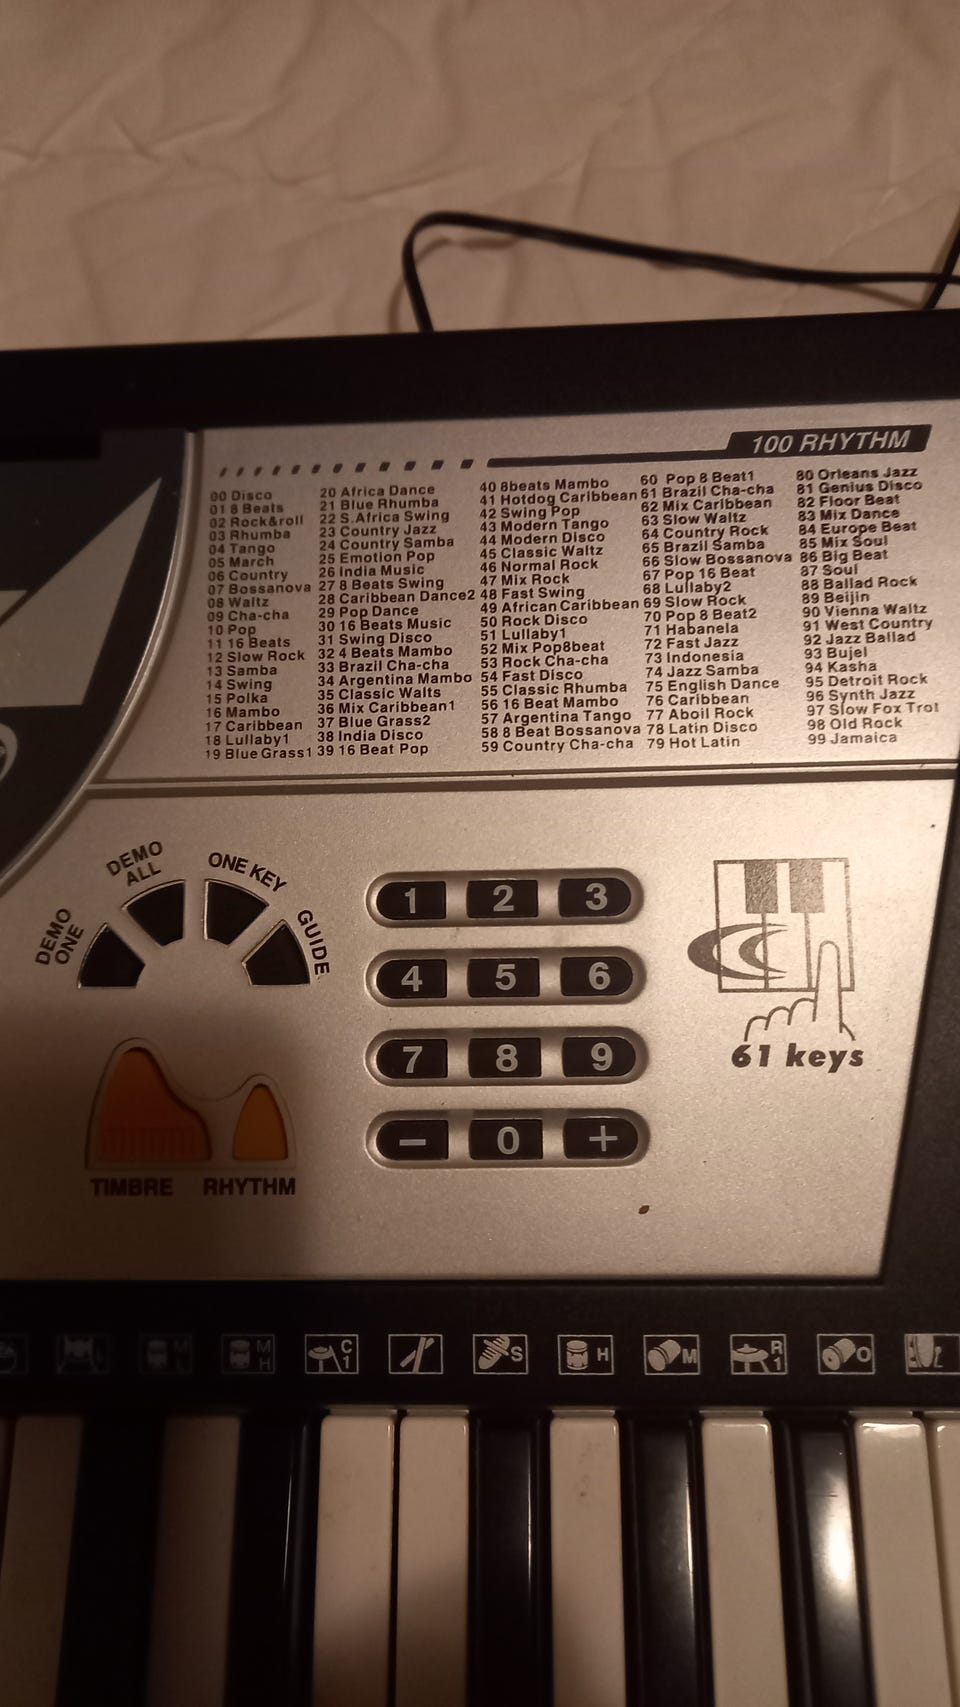 100 RHYTHM
00 Disco
01 8 Beats
02 Rock&roll
03 Rhumba
04 Tango
05 March
06 Country
07 Bossanova
08 Waltz
09 Cha-cha
10 Pop
11 16 Beats
12 Slow Rock
13 Samba
14 Swing
15 Polka
16 Mambo
17 Caribbean
18 Lullaby1
19 Blue Grass1
20 Africa Dance
21 Blue Rhumba
22 S.Africa Swing
23 Country Jazz
24 Country Samba
25 Emotion Pop
26 India Music
27 8 Beats Swing
28 Caribbean Dance2
29 Pop Dance
30 16 Beats Music
31 Swing Disco
32 4 Beats Mambo
33 Brazil Cha-cha
34 Argentina Mambo
35 Classic Walts
36 Mix Caribbean1
37 Blue Grass2
38 India Disco
39 16 Beat Pop
40 8beats Mambo
41 Hotdog Caribbean
42 Swing Pop
43 Modern Tango
44 Modern Disco
45 Classic Waltz
46 Normal Rock
47 Mix Rock
48 Fast Swing
49 African Caribbean
50 Rock Disco
51 Lullaby1
52 Mix Pop8beat
53 Rock Cha-cha
54 Fast Disco
55 Classic Rhumba
56 16 Beat Mambo
57 Argentina Tango
58 8 Beat Bossanova
59 Country Cha-cha
60 Pop 8 Beat1
61 Brazil Cha-cha
62 Mix Caribbean
63 Slow Waltz
64 Country Rock
65 Brazil Samba
66 Slow Bossanova
67 Pop 16 Beat
68 Lullaby2
69 Slow Rock
70 Pop 8 Beat2
71 Habanela
72 Fast Jazz
73 Indonesia
74 Jazz Samba
75 English Dance
76 Caribbean
77 Aboil Rock
78 Latin Disco
79 Hot Latin
80 Orleans Jazz
81 Genius Disco
82 Floor Beat
83 Mix Dance
84 Europe Beat
85 Mix Soul
86 Big Beat
87 Soul
88 Ballad Rock
89 Beijin
90 Vienna Waltz
91 West Country
92 Jazz Ballad
93 Bujel
94 Kasha
95 Detroit Rock
96 Synth Jazz
97 Slow Fox Trot
98 Old Rock
99 Jamaica
DEMO ONE
DEMO ALL
ONE KEY
GUIDE
1 2 3
4 5 6
7 8 9
− 0 +
61 keys
TIMBRE RHYTHM
L
M L
M H
C 1
S
H
M
R 1
O